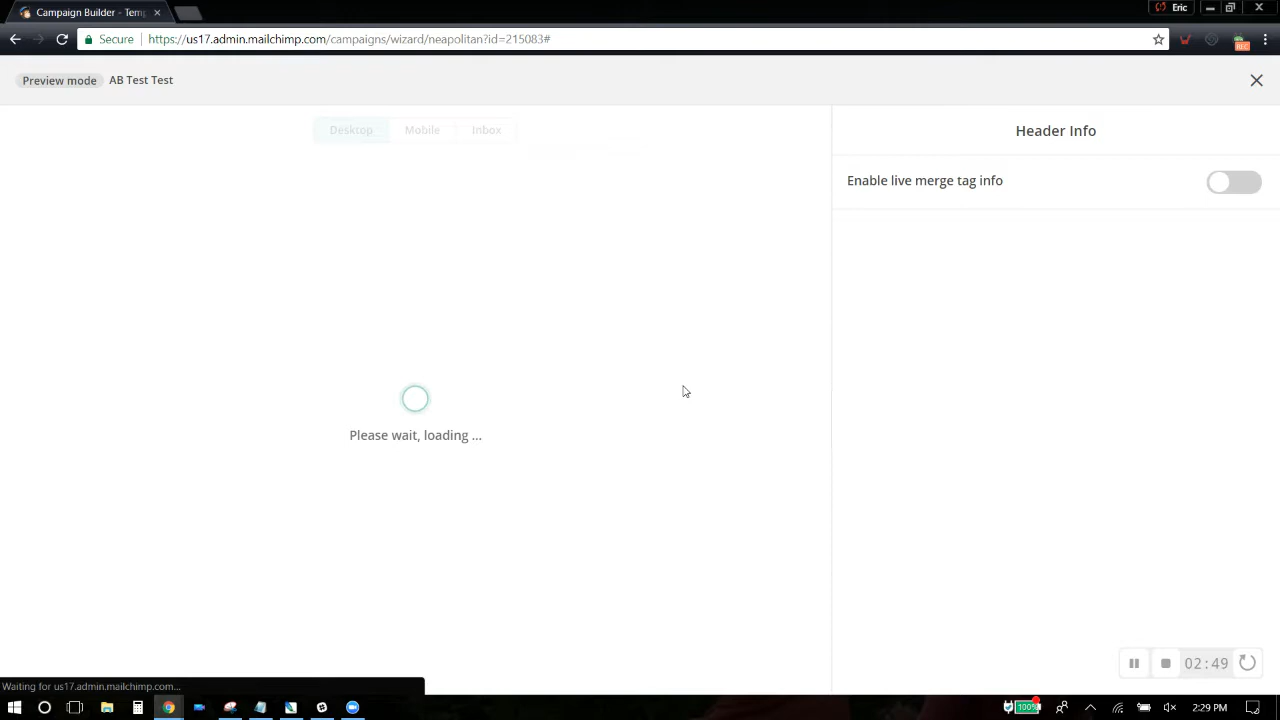 Campaign Builder - Temp
Eric
Secure
https://us17.admin.mailchimp.com/campaigns/wizard/neapolitan?id=215083#
REC
Preview mode
AB Test Test
Desktop
Mobile
Inbox
Header Info
Enable live merge tag info
Please wait, loading ...
02:49
Waiting for us17.admin.mailchimp.com...
100%
2:29 PM